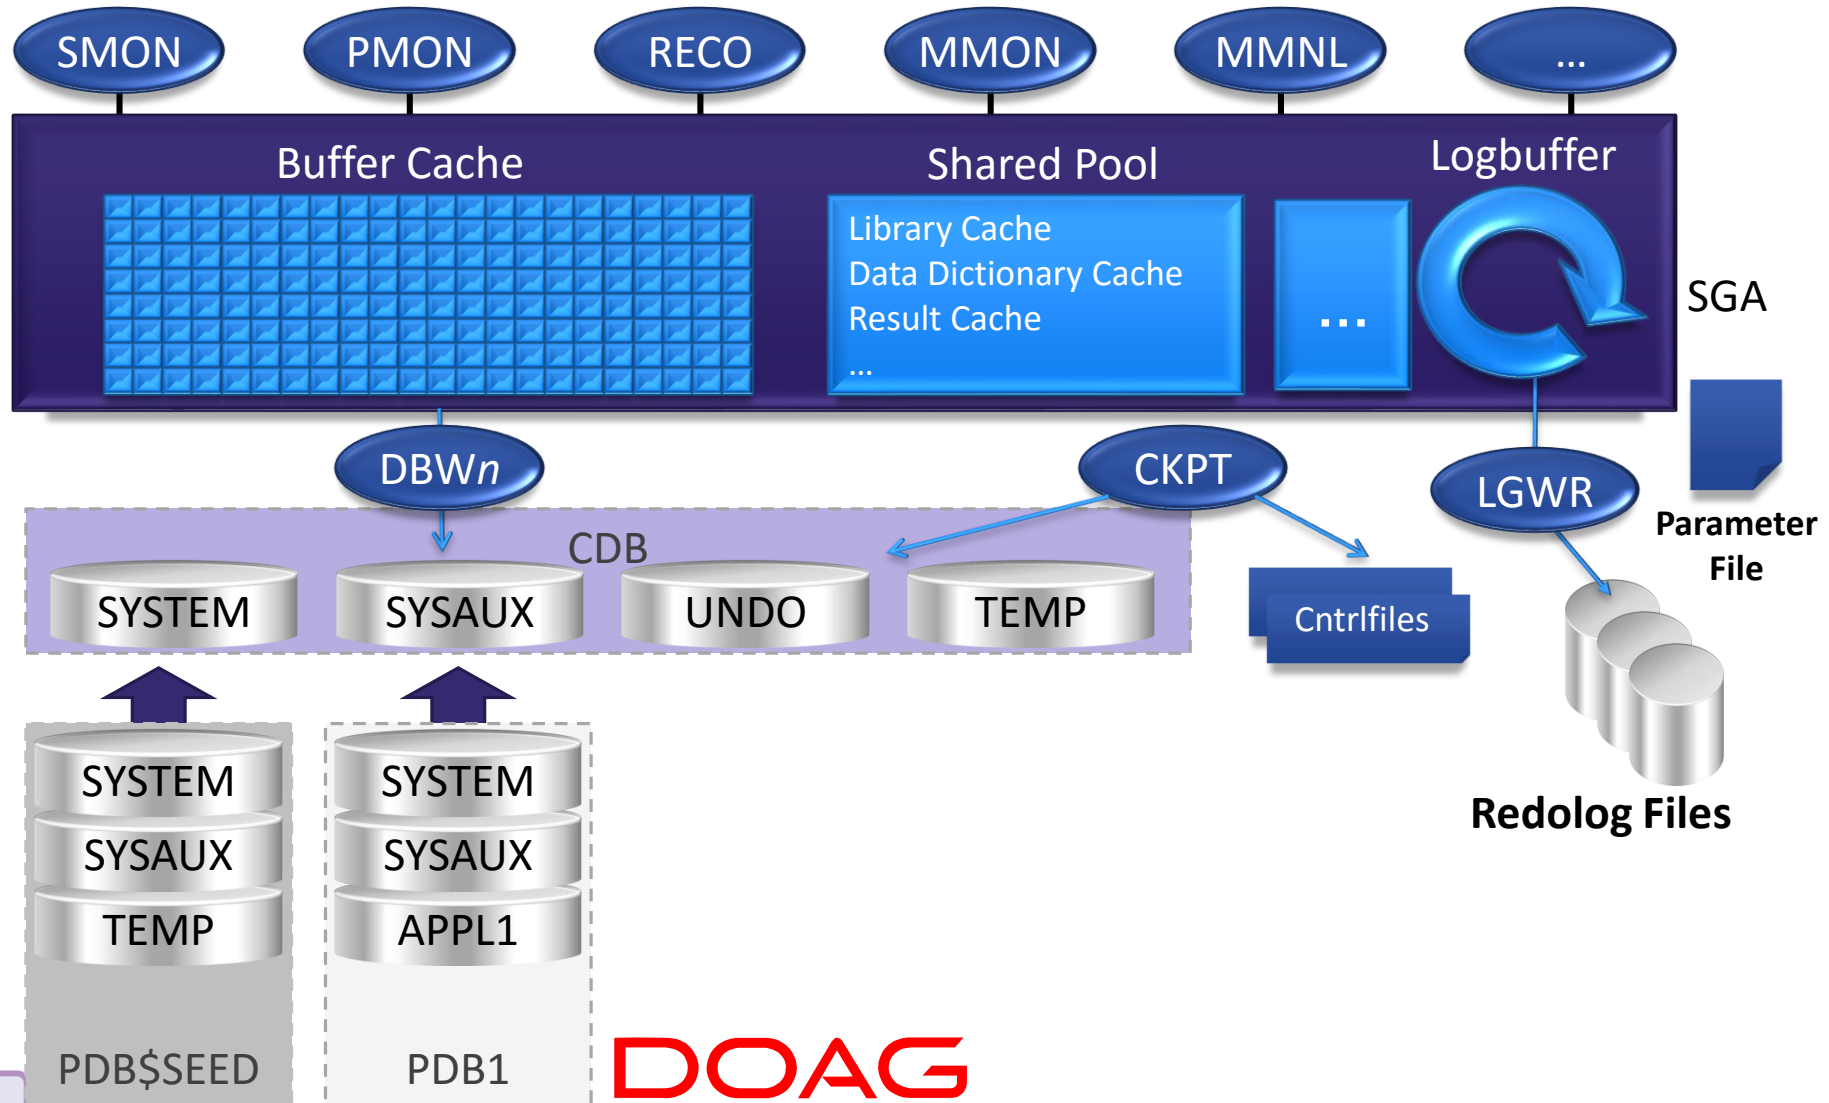 SMON
PMON
RECO
MMON
MMNL
...
Buffer Cache
Shared Pool
Logbuffer
Library Cache
Data Dictionary Cache
Result Cache
...
...
SGA
DBWn
CKPT
LGWR
Parameter
File
CDB
SYSTEM
SYSAUX
UNDO
TEMP
Cntrlfiles
Redolog Files
SYSTEM
SYSAUX
TEMP
PDB$SEED
SYSTEM
SYSAUX
APPL1
PDB1
DOAG